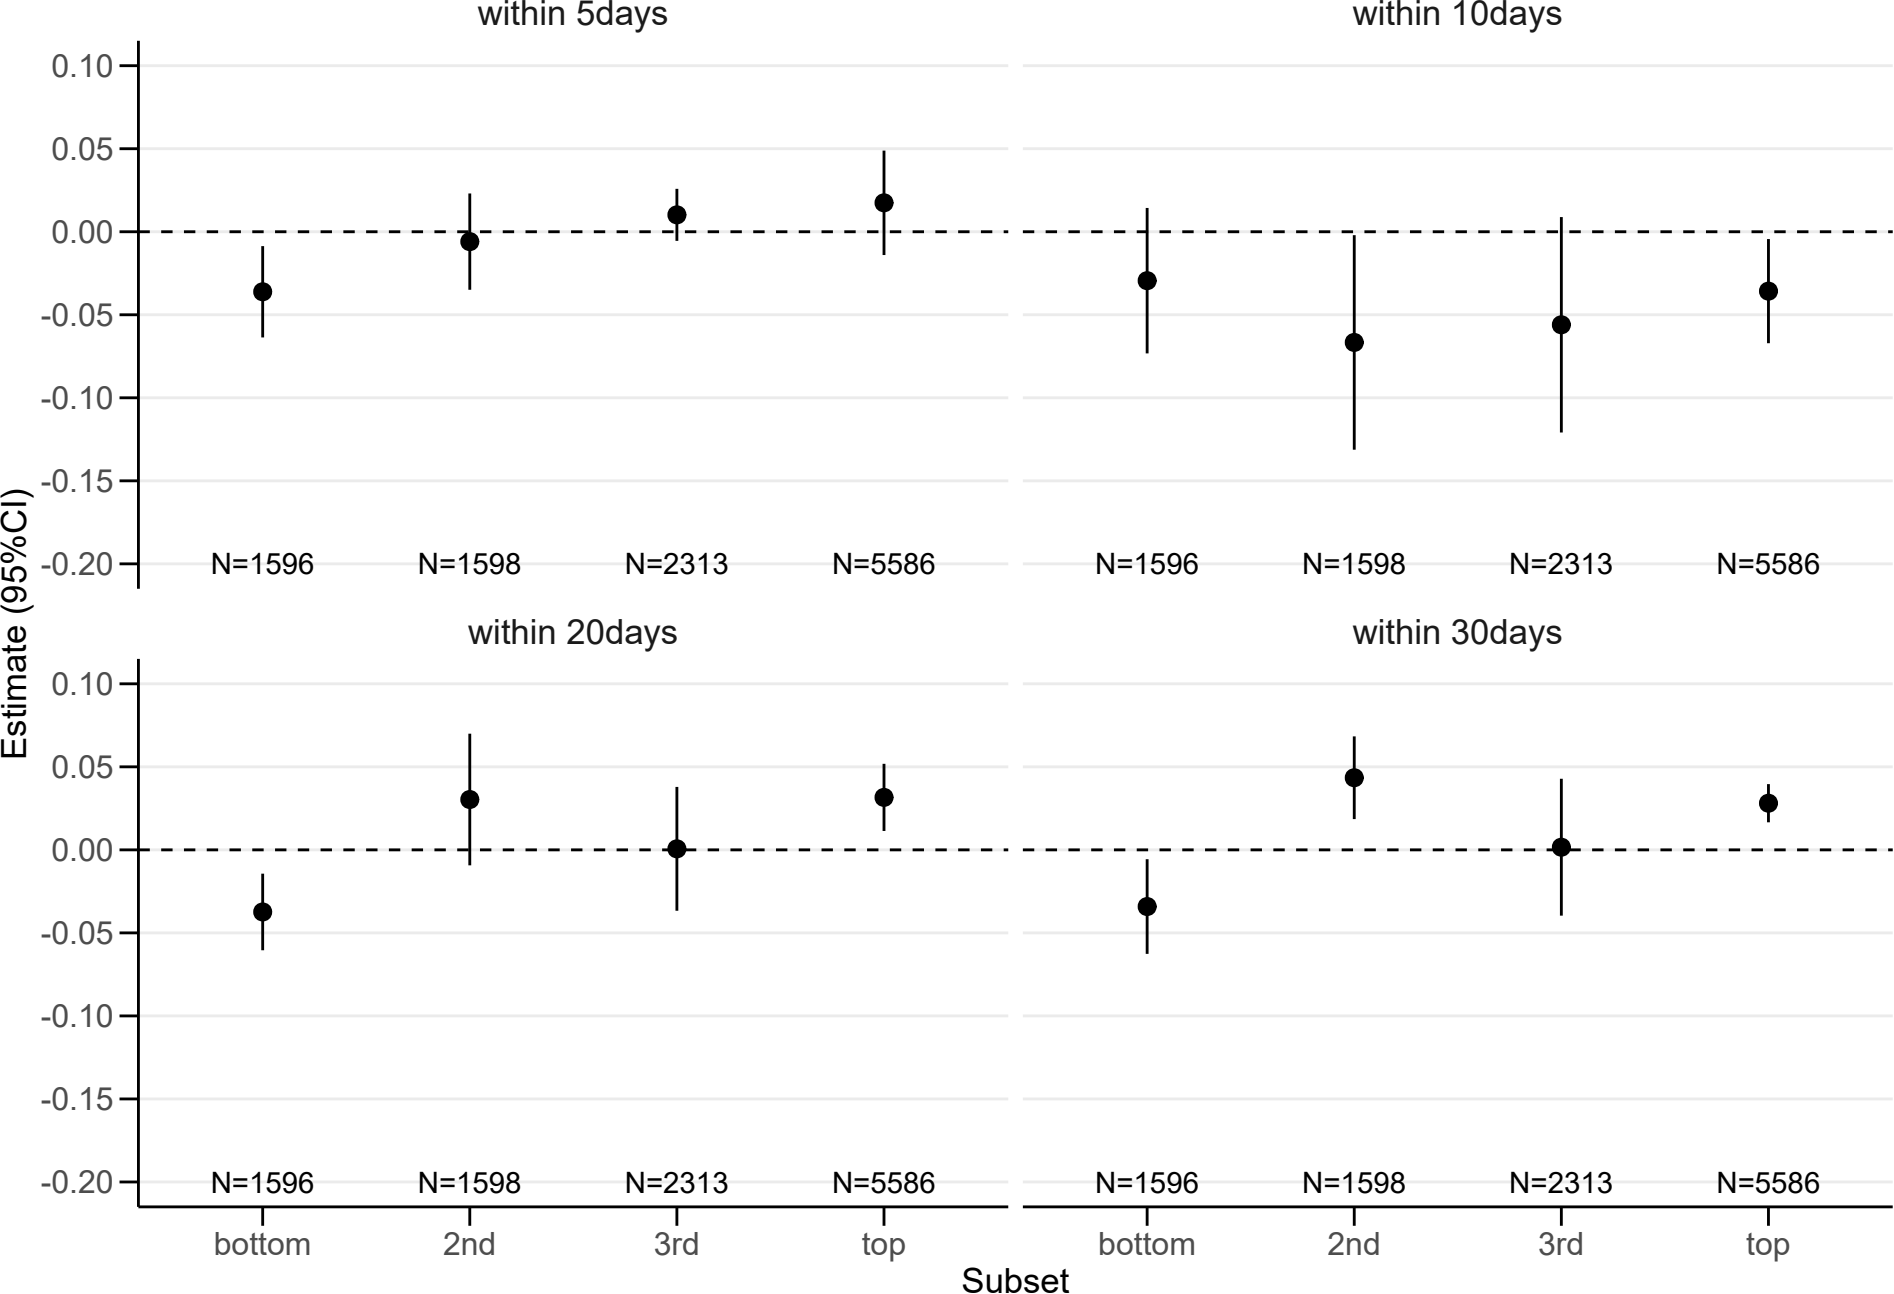 within 5days
within 10days
0.10
0.05
0.00
-0.05
-0.10
-0.15
-0.20
N=1596 N=1598 N=2313 N=5586
N=1596 N=1598 N=2313 N=5586
Estimate (95%CI)
within 20days
within 30days
0.10
0.05
0.00
-0.05
-0.10
-0.15
-0.20
N=1596 N=1598 N=2313 N=5586
N=1596 N=1598 N=2313 N=5586
bottom 2nd 3rd top
bottom 2nd 3rd top
Subset